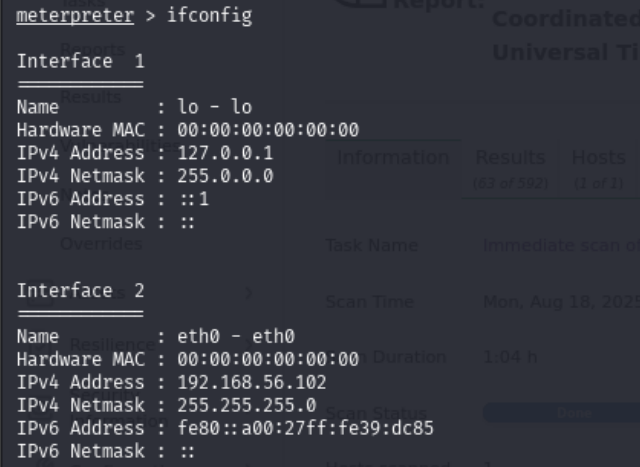 meterpreter > ifconfig
Interface  1
============
Name         : lo - lo
Hardware MAC : 00:00:00:00:00:00
IPv4 Address : 127.0.0.1
IPv4 Netmask : 255.0.0.0
IPv6 Address : ::1
IPv6 Netmask : ::
Interface  2
============
Name         : eth0 - eth0
Hardware MAC : 00:00:00:00:00:00
IPv4 Address : 192.168.56.102
IPv4 Netmask : 255.255.255.0
IPv6 Address : fe80::a00:27ff:fe39:dc85
IPv6 Netmask : ::
Report:
Coordinated
Universal Ti
Reports
Results
Overrides
Resilience
Information
Results
Hosts
(63 of 592)
(1 of 1)
Task Name
Immediate scan o
Scan Time
Mon, Aug 18, 2025
Duration
1:04 h
Scan Status
Done